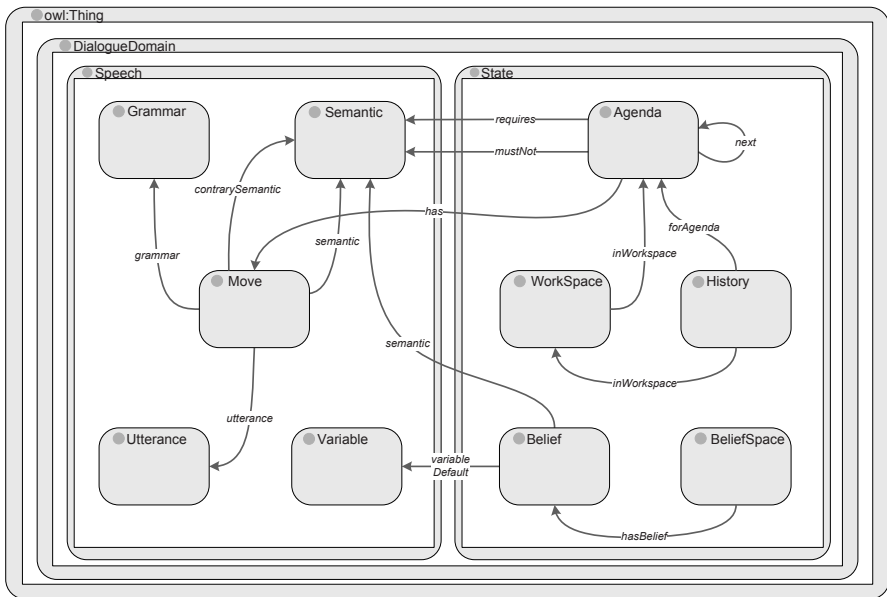 owl:Thing
DialogueDomain
Speech
State
Grammar
Semantic
Agenda
requires
mustNot
next
contrarySemantic
has
semantic
forAgenda
grammar
inWorkspace
Move
WorkSpace
History
semantic
inWorkspace
utterance
Utterance
Variable
variable
Default
Belief
BeliefSpace
hasBelief